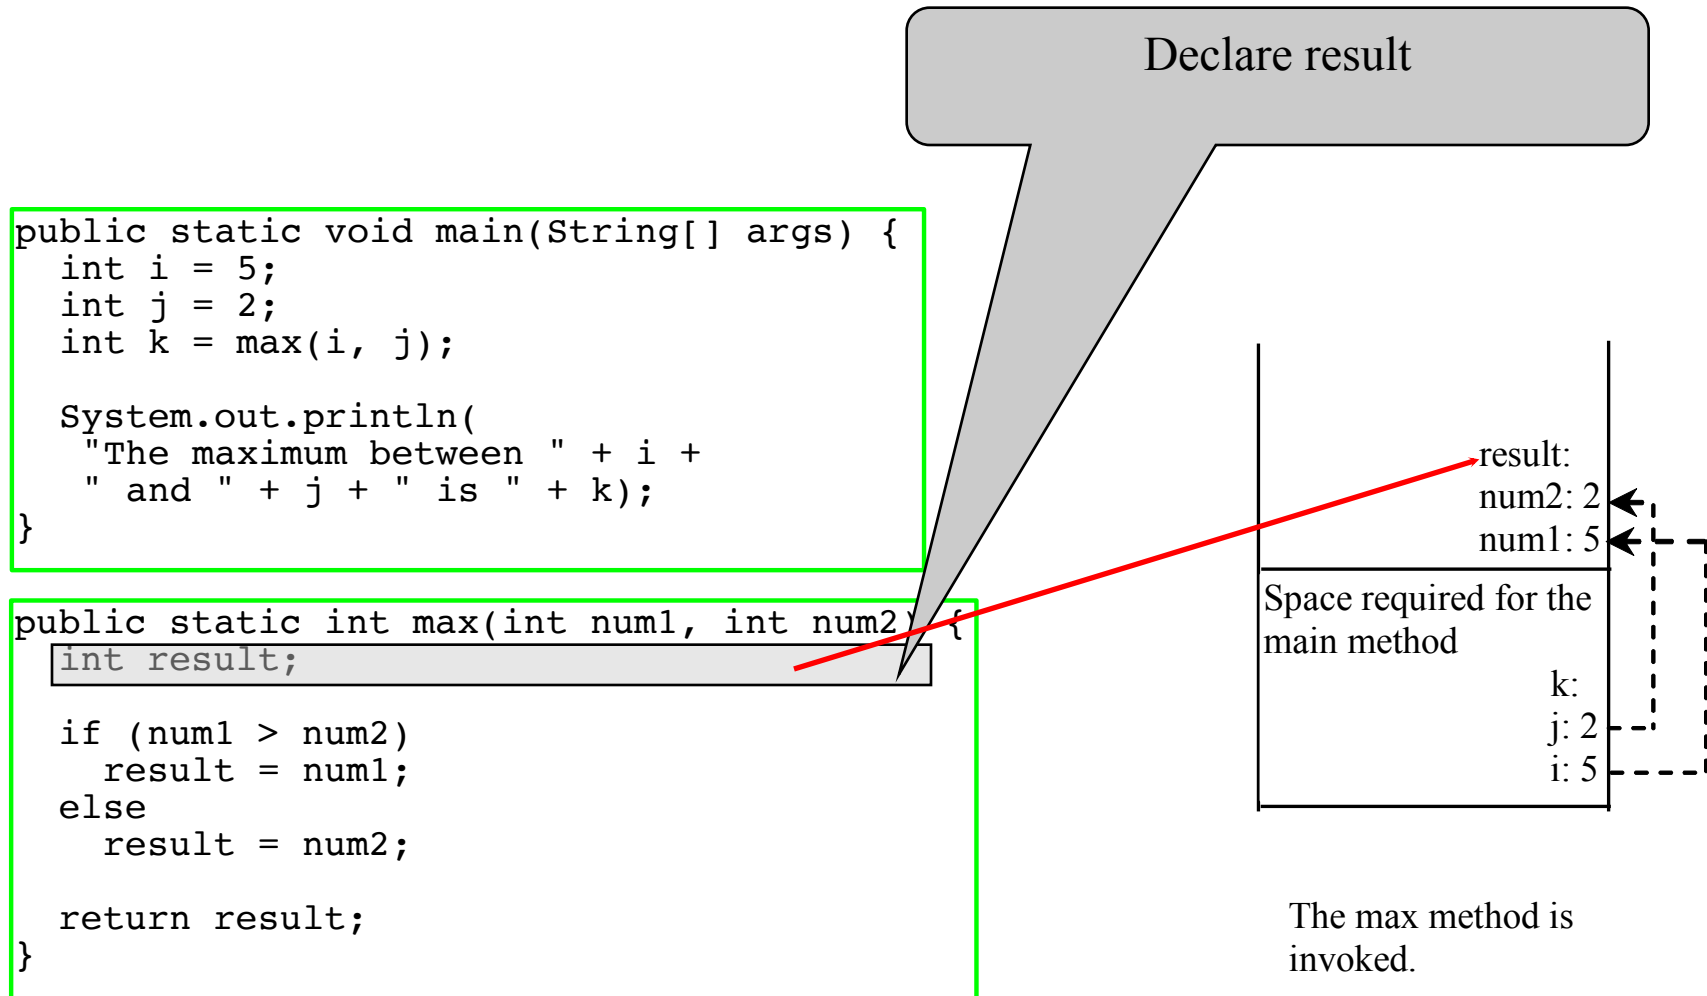 Declare result
public static void main(String[] args) {
  int i = 5;
  int j = 2;
  int k = max(i, j);
  System.out.println(
   "The maximum between " + i +
   " and " + j + " is " + k);
}
public static int max(int num1, int num2) {
  int result;
  if (num1 > num2)
    result = num1;
  else
    result = num2;
  return result;
}
result:
num2: 2
num1: 5
Space required for the
main method
k:
j: 2
i: 5
The max method is
invoked.